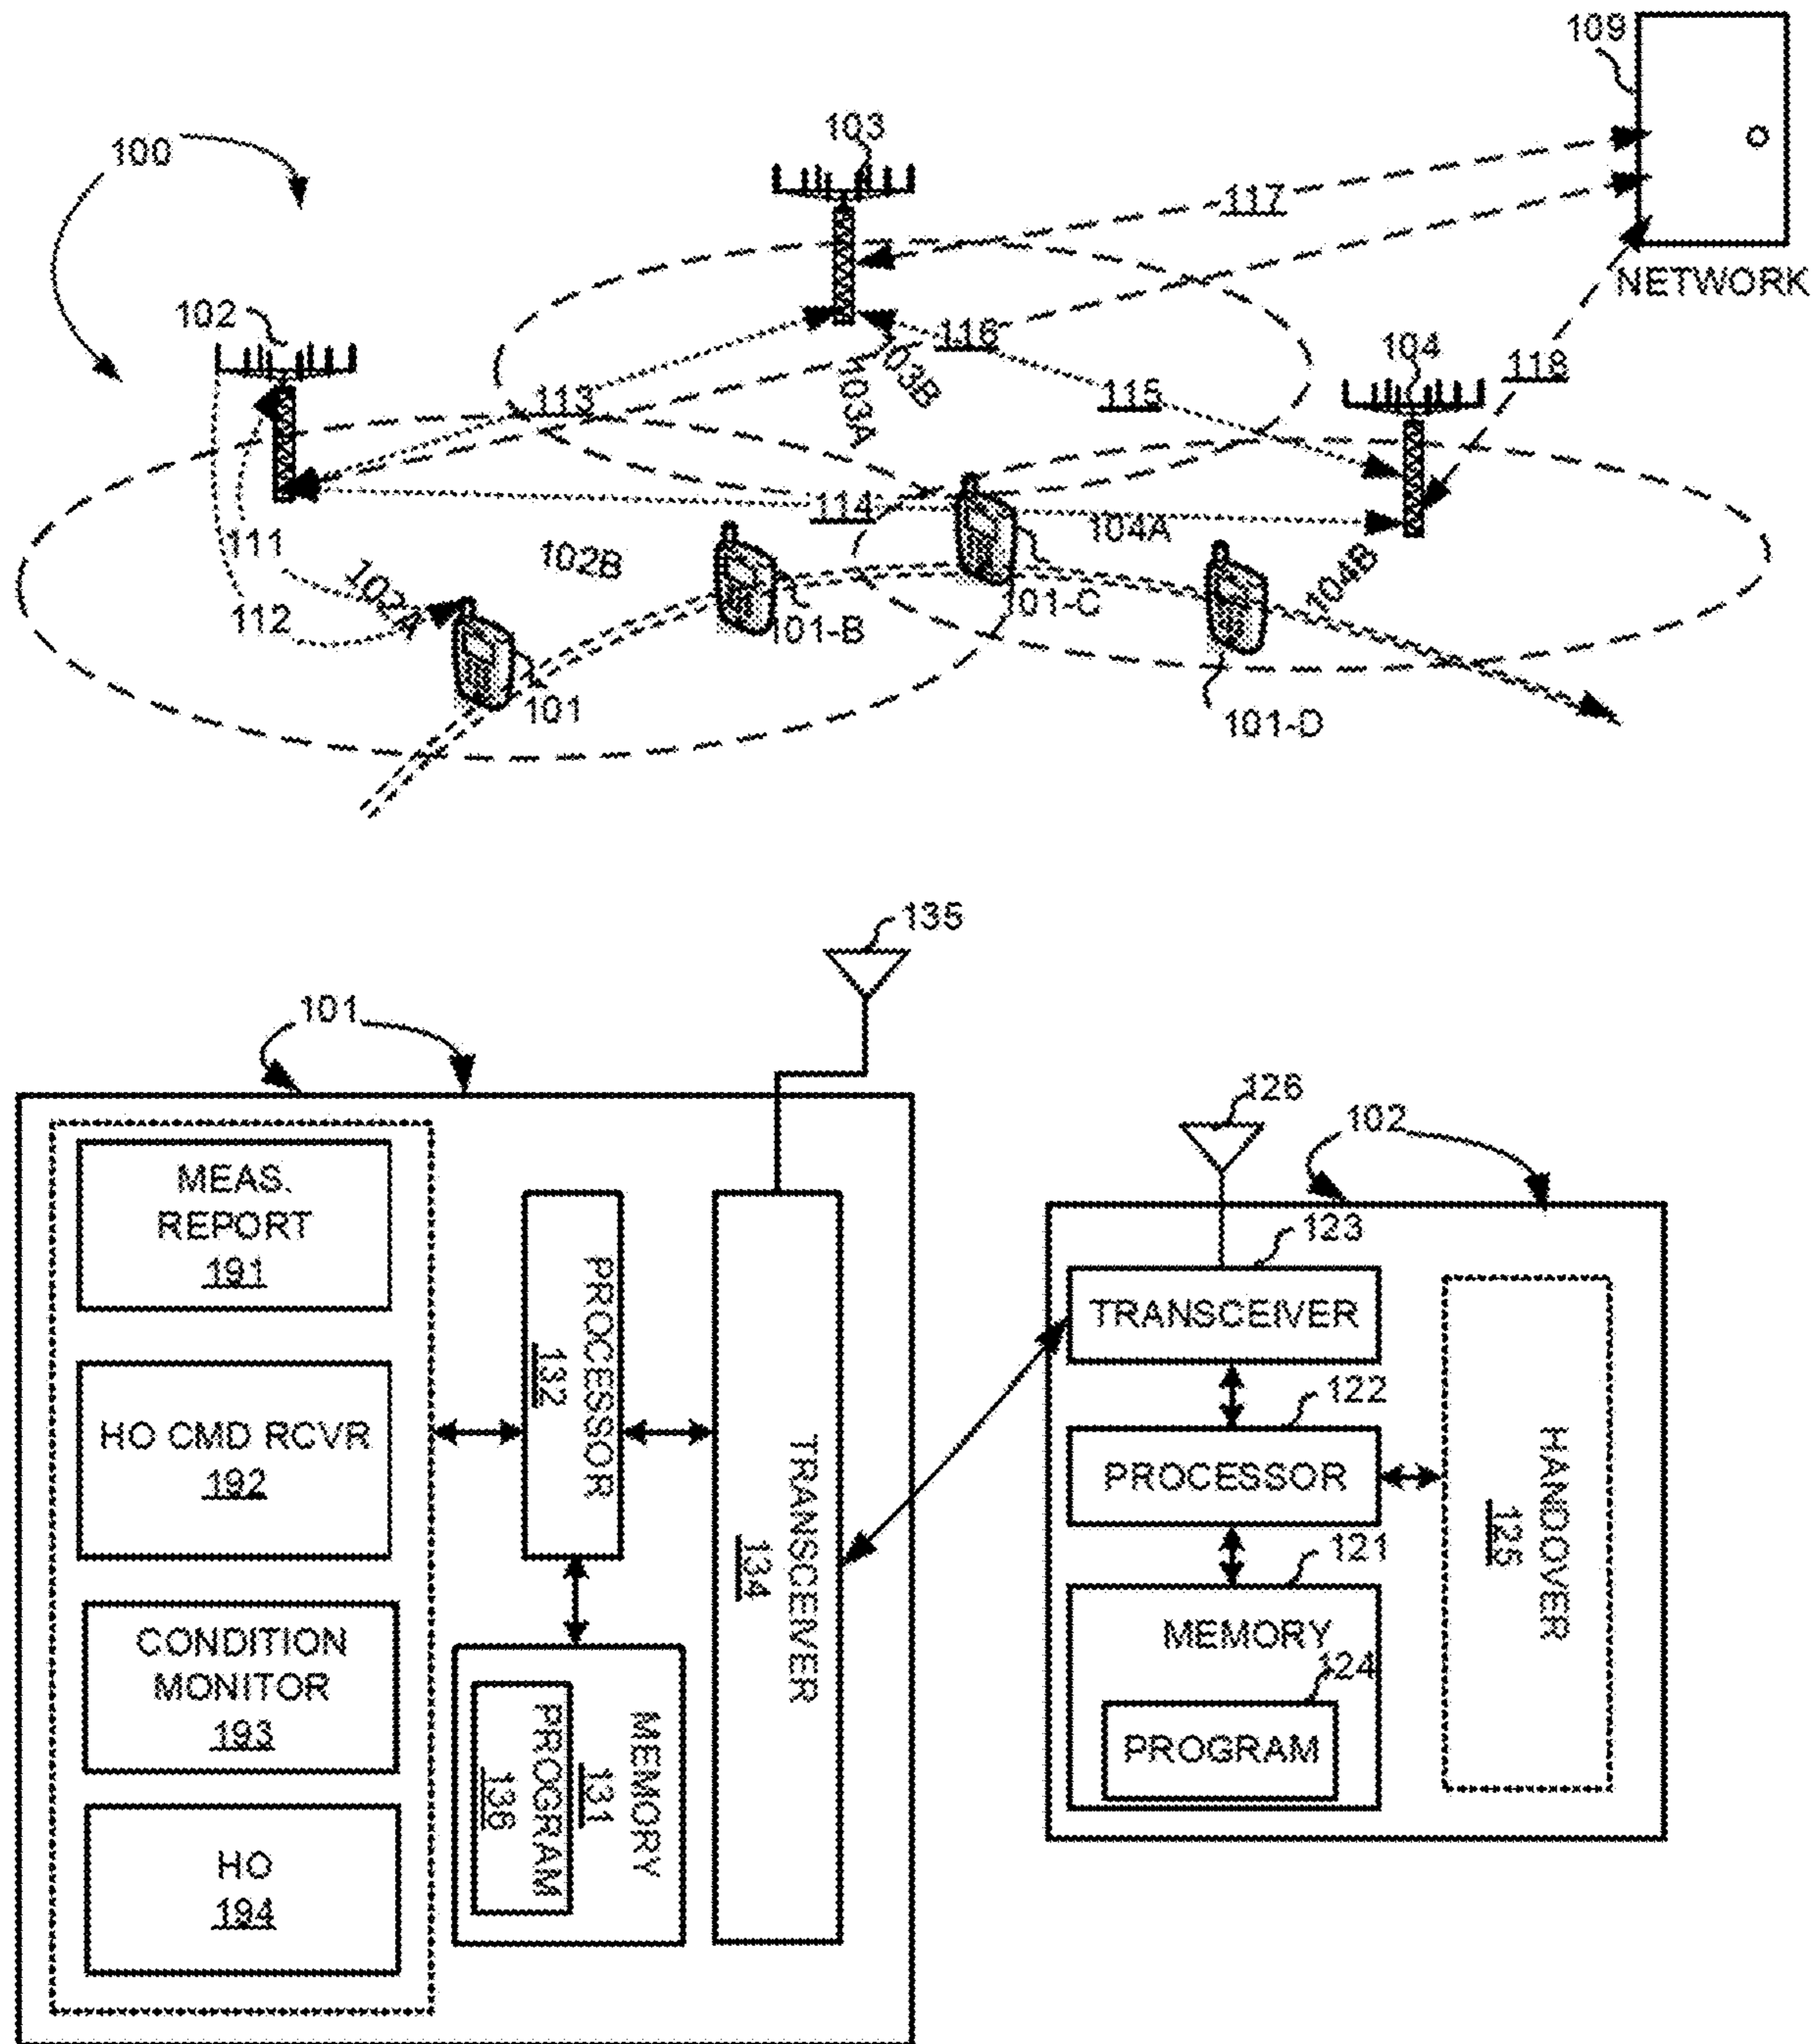 109
103
100
117
NETWORK
102
116
104
118
103B
113
103A
115
114
104A
111
102B
102A
104B
101-C
112
101-B
101
101-D
135
101
126
102
MEAS.
REPORT
191
123
TRANSCEIVER
PROCESSOR
132
122
HO CMD RCVR
192
PROCESSOR
TRANSCEIVER
134
HANDOVER
125
121
CONDITION
MONITOR
193
MEMORY
131
PROGRAM
136
MEMORY
124
PROGRAM
HO
194